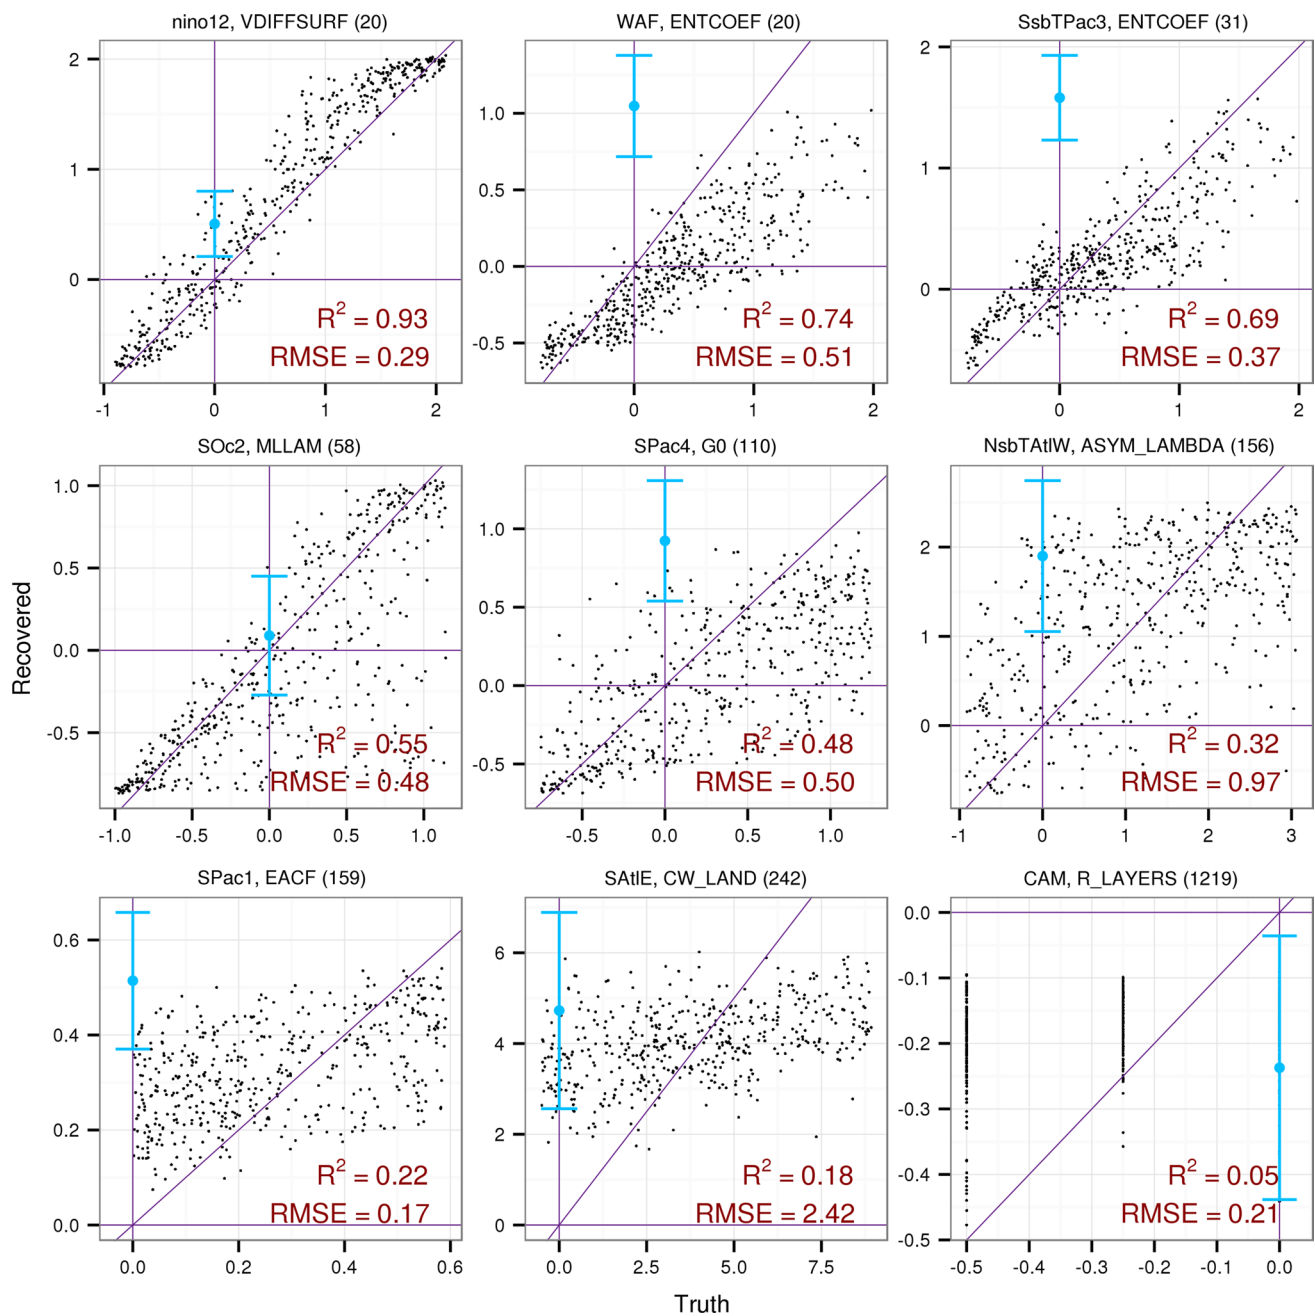 nino12, VDIFFSURF (20)
WAF, ENTCOEF (20)
SsbTPac3, ENTCOEF (31)
2
1
0
R² = 0.93
RMSE = 0.29
-1
0
1
2
1.0
0.5
0.0
-0.5
R² = 0.74
RMSE = 0.51
0
1
2
2
1
0
R² = 0.69
RMSE = 0.37
0
1
2
SOc2, MLLAM (58)
SPac4, G0 (110)
NsbTAtlW, ASYM_LAMBDA (156)
Recovered
1.0
0.5
0.0
-0.5
R² = 0.55
RMSE = 0.48
-1.0
-0.5
0.0
0.5
1.0
1.0
0.5
0.0
-0.5
R² = 0.48
RMSE = 0.50
-0.5
0.0
0.5
1.0
2
1
0
R² = 0.32
RMSE = 0.97
-1
0
1
2
3
SPac1, EACF (159)
SAtlE, CW_LAND (242)
CAM, R_LAYERS (1219)
0.6
0.4
0.2
0.0
R² = 0.22
RMSE = 0.17
0.0
0.2
0.4
0.6
6
4
2
0
R² = 0.18
RMSE = 2.42
0.0
2.5
5.0
7.5
0.0
-0.1
-0.2
-0.3
-0.4
-0.5
R² = 0.05
RMSE = 0.21
-0.5
-0.4
-0.3
-0.2
-0.1
0.0
Truth